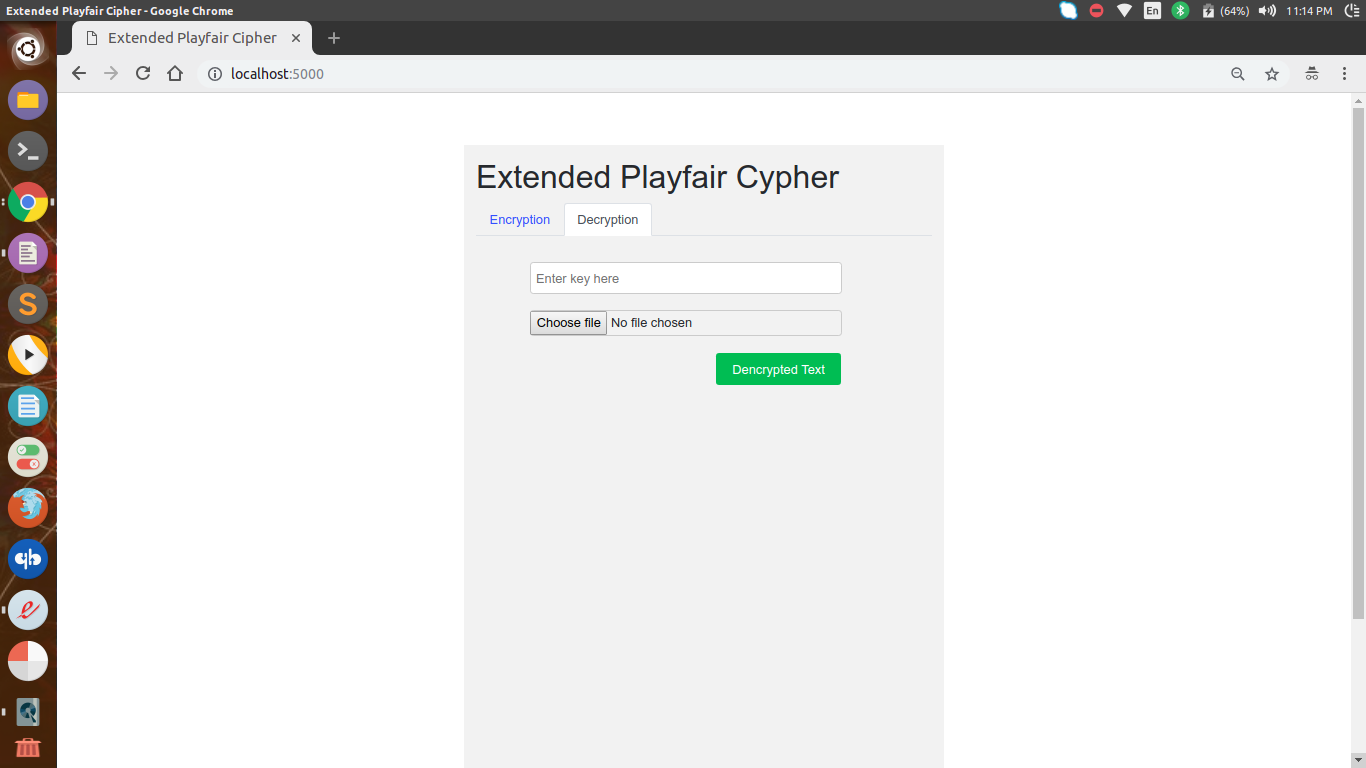 Extended Playfair Cipher - Google Chrome
En
(64%)
11:14 PM
Extended Playfair Cipher
localhost:5000
Extended Playfair Cypher
Encryption
Decryption
Enter key here
Choose file No file chosen
Dencrypted Text